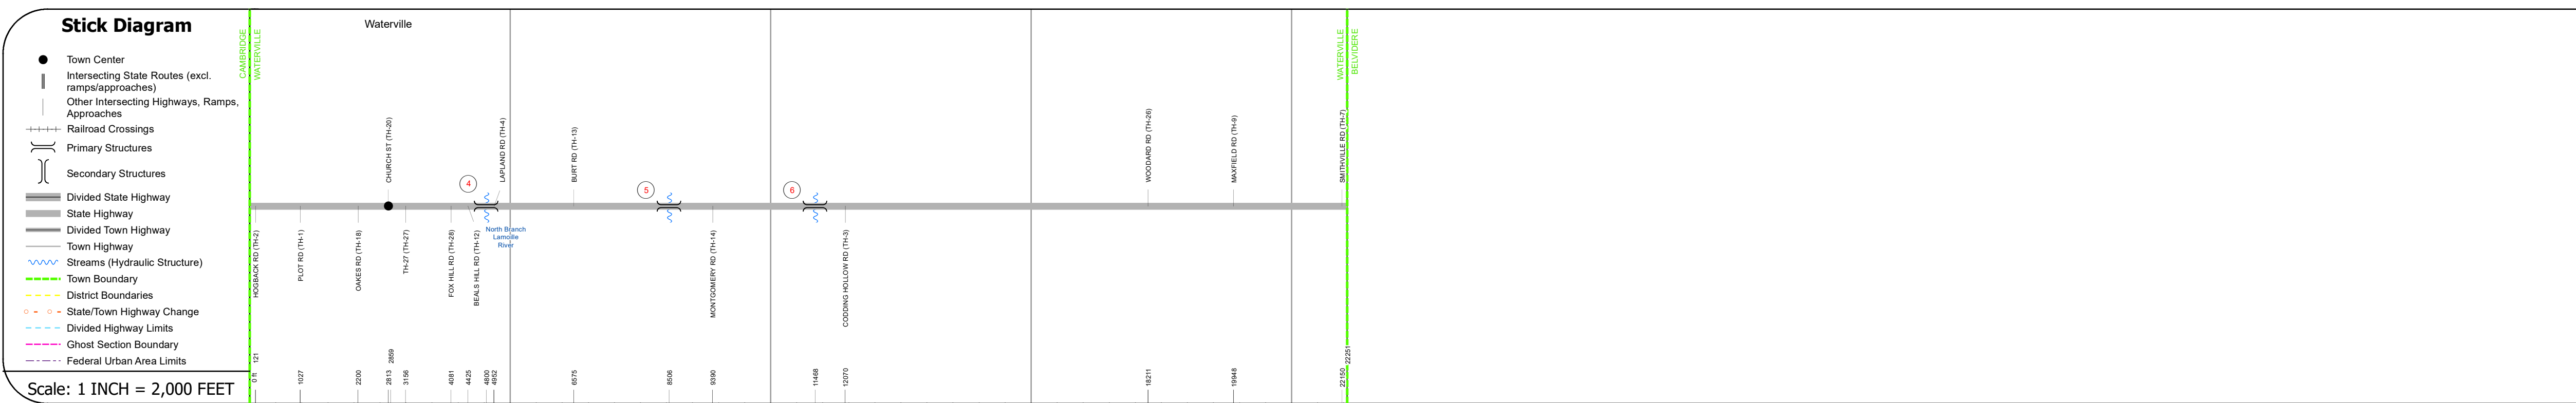 Stick Diagram
Town Center
Intersecting State Routes (excl.
ramps/approaches)
Other Intersecting Highways, Ramps,
Approaches
Railroad Crossings
Primary Structures
Secondary Structures
Divided State Highway
State Highway
Divided Town Highway
Town Highway
Streams (Hydraulic Structure)
Town Boundary
District Boundaries
State/Town Highway Change
Divided Highway Limits
Ghost Section Boundary
Federal Urban Area Limits
Scale: 1 INCH = 2,000 FEET
CAMBRIDGE
WATERVILLE
Waterville
WATERVILLE
BELVIDERE
CHURCH ST (TH-20)
LAPLAND RD (TH-4)
BURT RD (TH-13)
WOODARD RD (TH-26)
MAXFIELD RD (TH-9)
SMITHVILLE RD (TH-7)
4
5
6
HOGBACK RD (TH-2)
PLOT RD (TH-1)
OAKES RD (TH-18)
TH-27 (TH-27)
FOX HILL RD (TH-28)
BEALS HILL RD (TH-12)
North Branch
Lamoille
River
MONTGOMERY RD (TH-14)
CODDING HOLLOW RD (TH-3)
0 ft
121
1027
2200
2813
2859
3156
4081
4425
4800
4952
6575
8506
9390
11468
12070
18211
19948
22150
22251